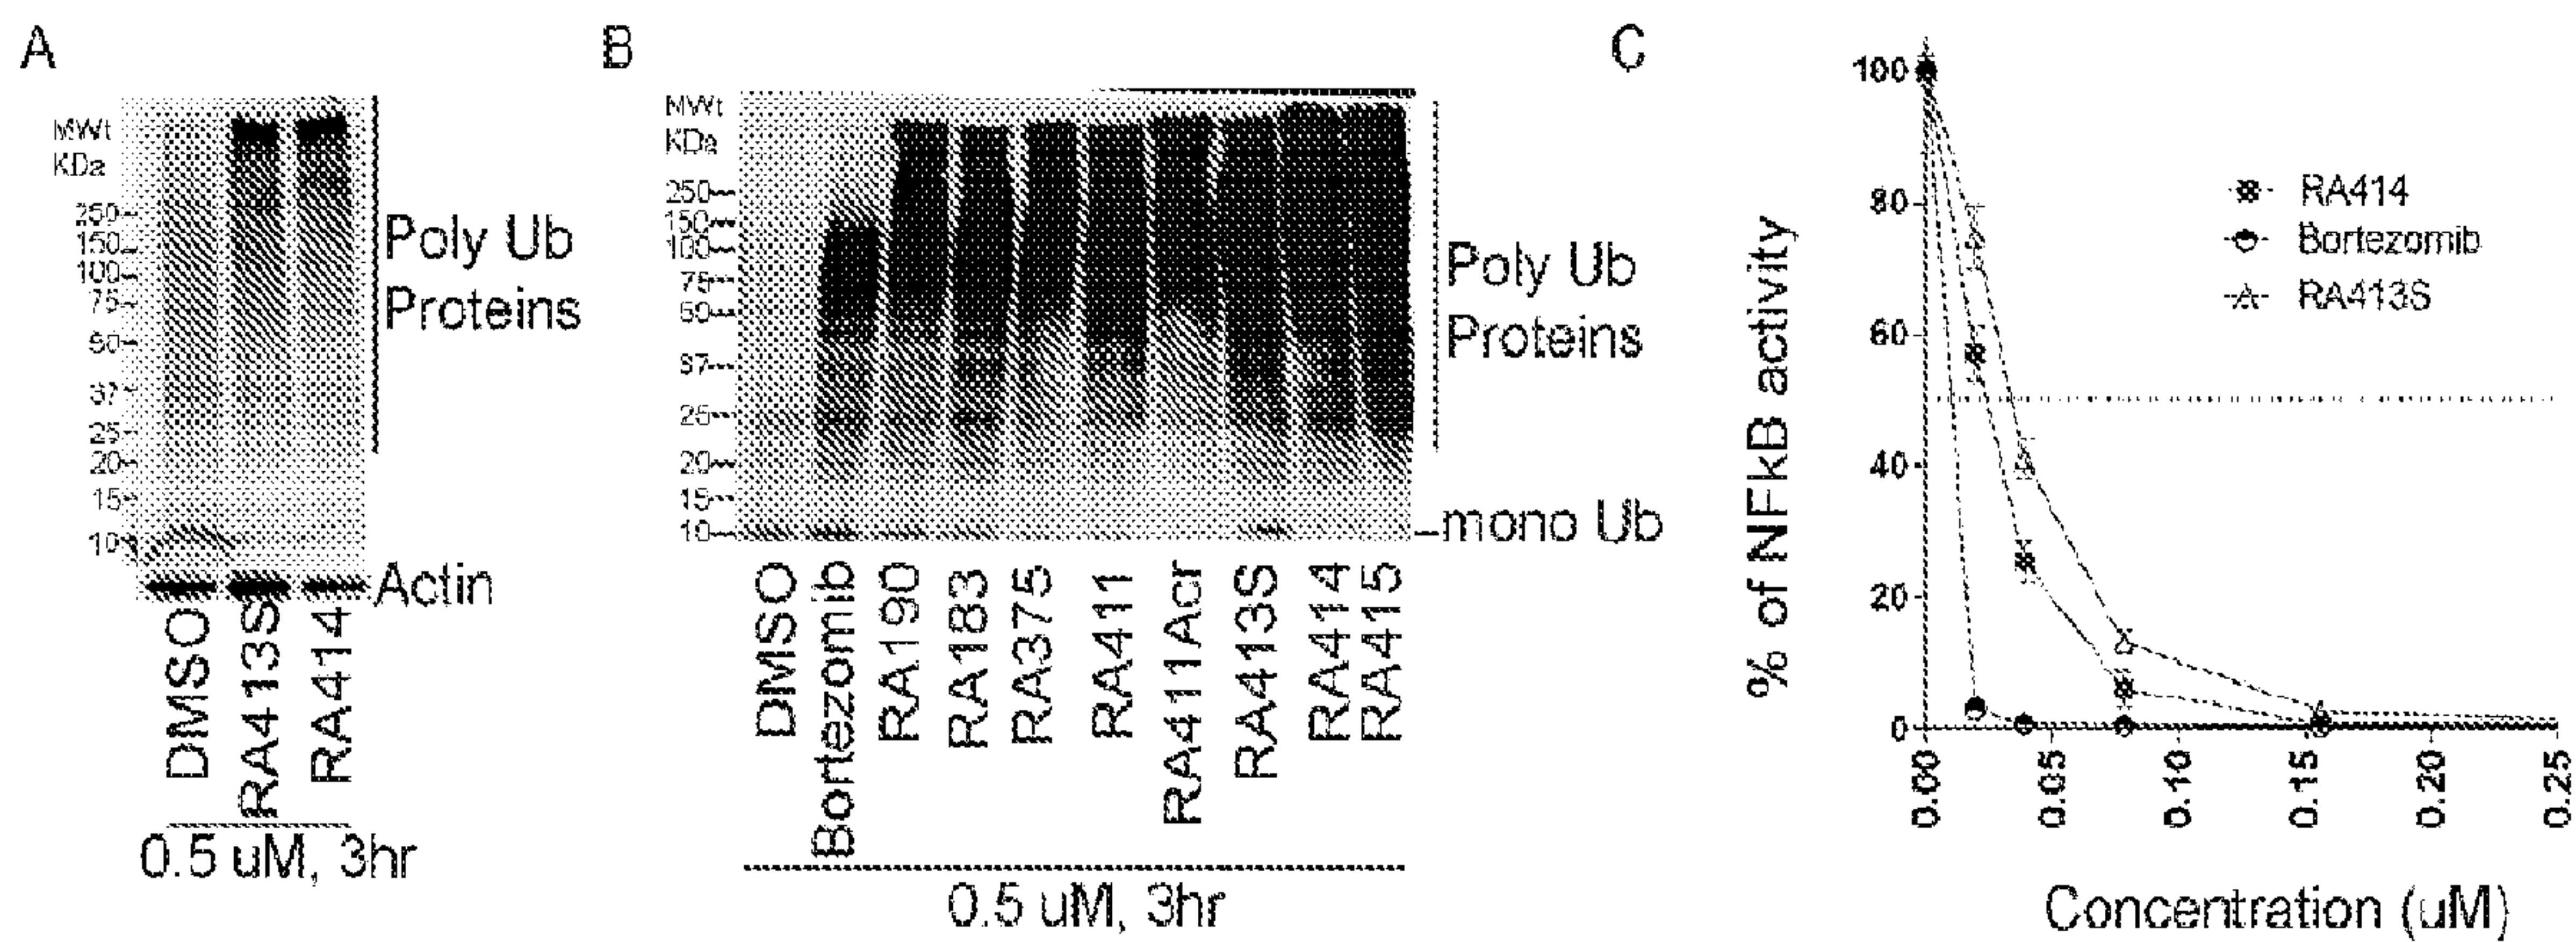 A
MWt
KDa
250
150
100
75
50
37
25
20
15
10
Poly Ub
Proteins
Actin
DMSO
RA413S
RA414
0.5 uM, 3hr
B
MWt
KDa
250
150
100
75
50
37
25
20
15
10
Poly Ub
Proteins
mono Ub
DMSO
Bortezomib
RA190
RA183
RA375
RA411
RA411Acr
RA413S
RA414
RA415
0.5 uM, 3hr
C
% of NFkB activity
100
80
60
40
20
0
RA414
Bortezomib
RA413S
0.00
0.05
0.10
0.15
0.20
0.25
Concentration (uM)